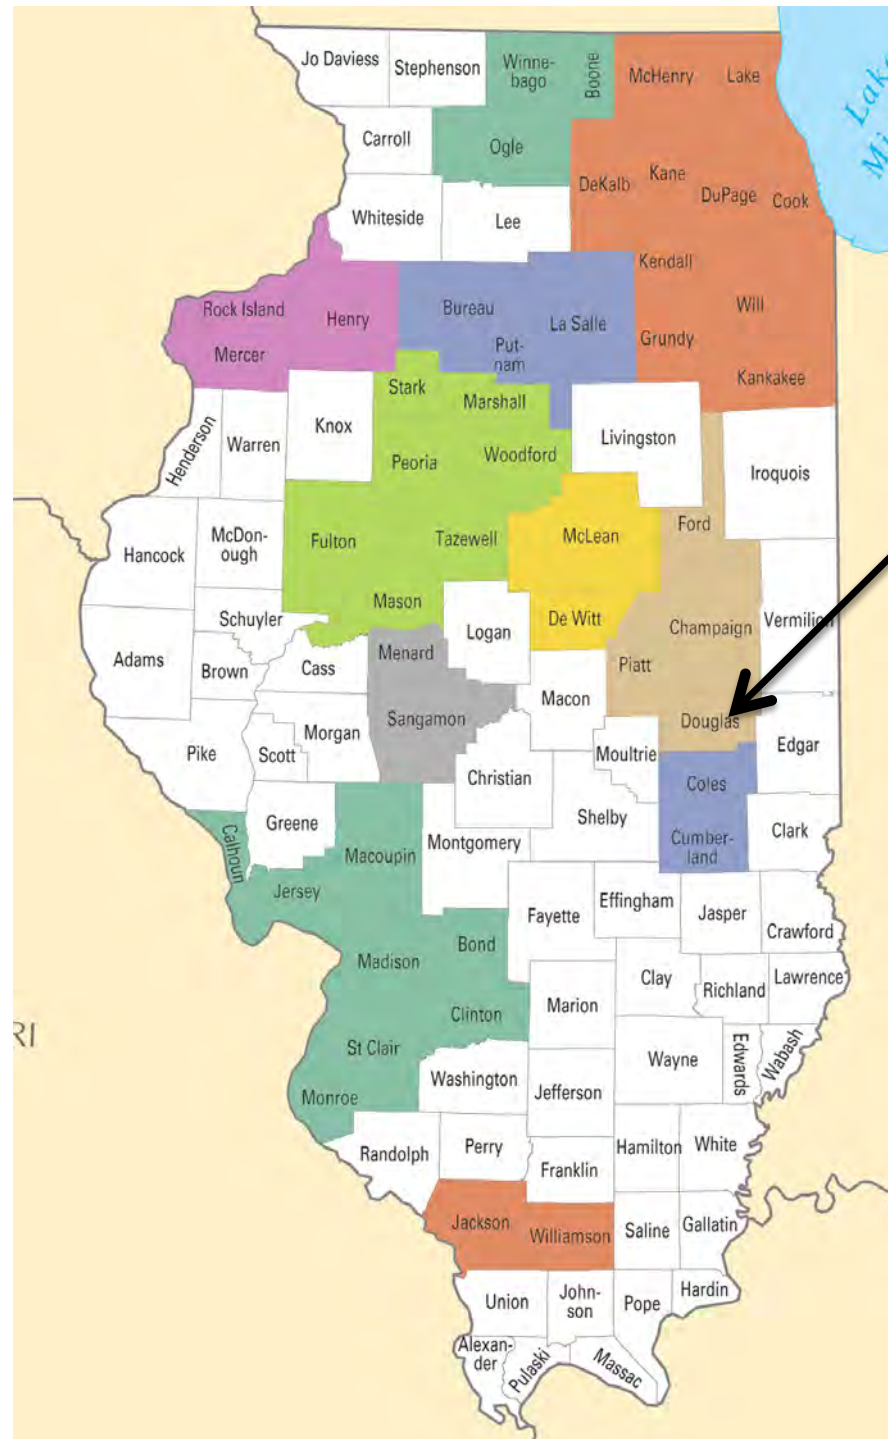 Jo Daviess
Stephenson
Winne-
bago
Boone
McHenry
Lake
Lake
Carroll
Ogle
DeKalb
Kane
DuPage
Cook
Whiteside
Lee
Kendall
Rock Island
Henry
Bureau
La Salle
Will
Mercer
Put-
nam
Grundy
Kankakee
Stark
Marshall
Henderson
Warren
Knox
Peoria
Woodford
Livingston
Iroquois
Hancock
McDon-
ough
Fulton
Tazewell
McLean
Ford
Schuyler
Mason
Logan
De Witt
Champaign
Vermilion
Adams
Brown
Cass
Menard
Piatt
Macon
Pike
Scott
Morgan
Sangamon
Douglas
Christian
Moultrie
Edgar
Coles
Calhoun
Greene
Macoupin
Montgomery
Shelby
Cumber-
land
Clark
Jersey
Fayette
Effingham
Jasper
Crawford
Madison
Bond
Clay
Richland
Lawrence
RI
St Clair
Clinton
Marion
Wayne
Edwards
Wabash
Monroe
Washington
Jefferson
Randolph
Perry
Franklin
Hamilton
White
Jackson
Williamson
Saline
Gallatin
Union
John-
son
Pope
Hardin
Alexan-
der
Pulaski
Massac